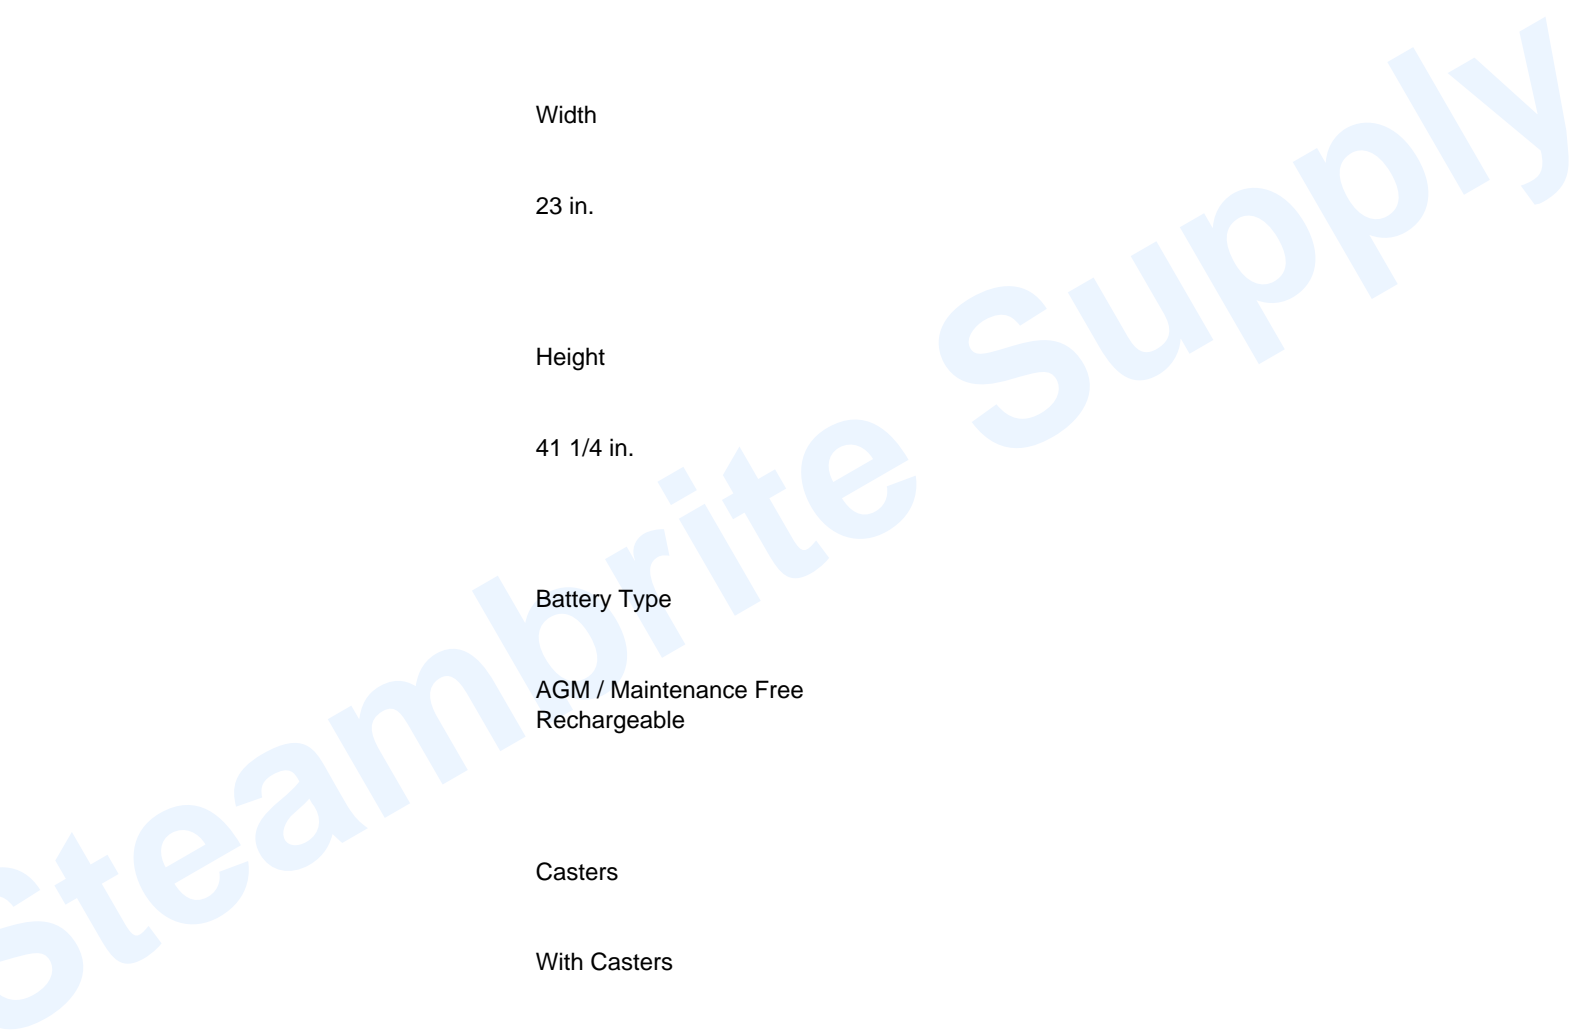 Width
23 in.
Height
41 1/4 in.
Battery Type
AGM / Maintenance Free
Rechargeable
Casters
With Casters
Steambrite Supply